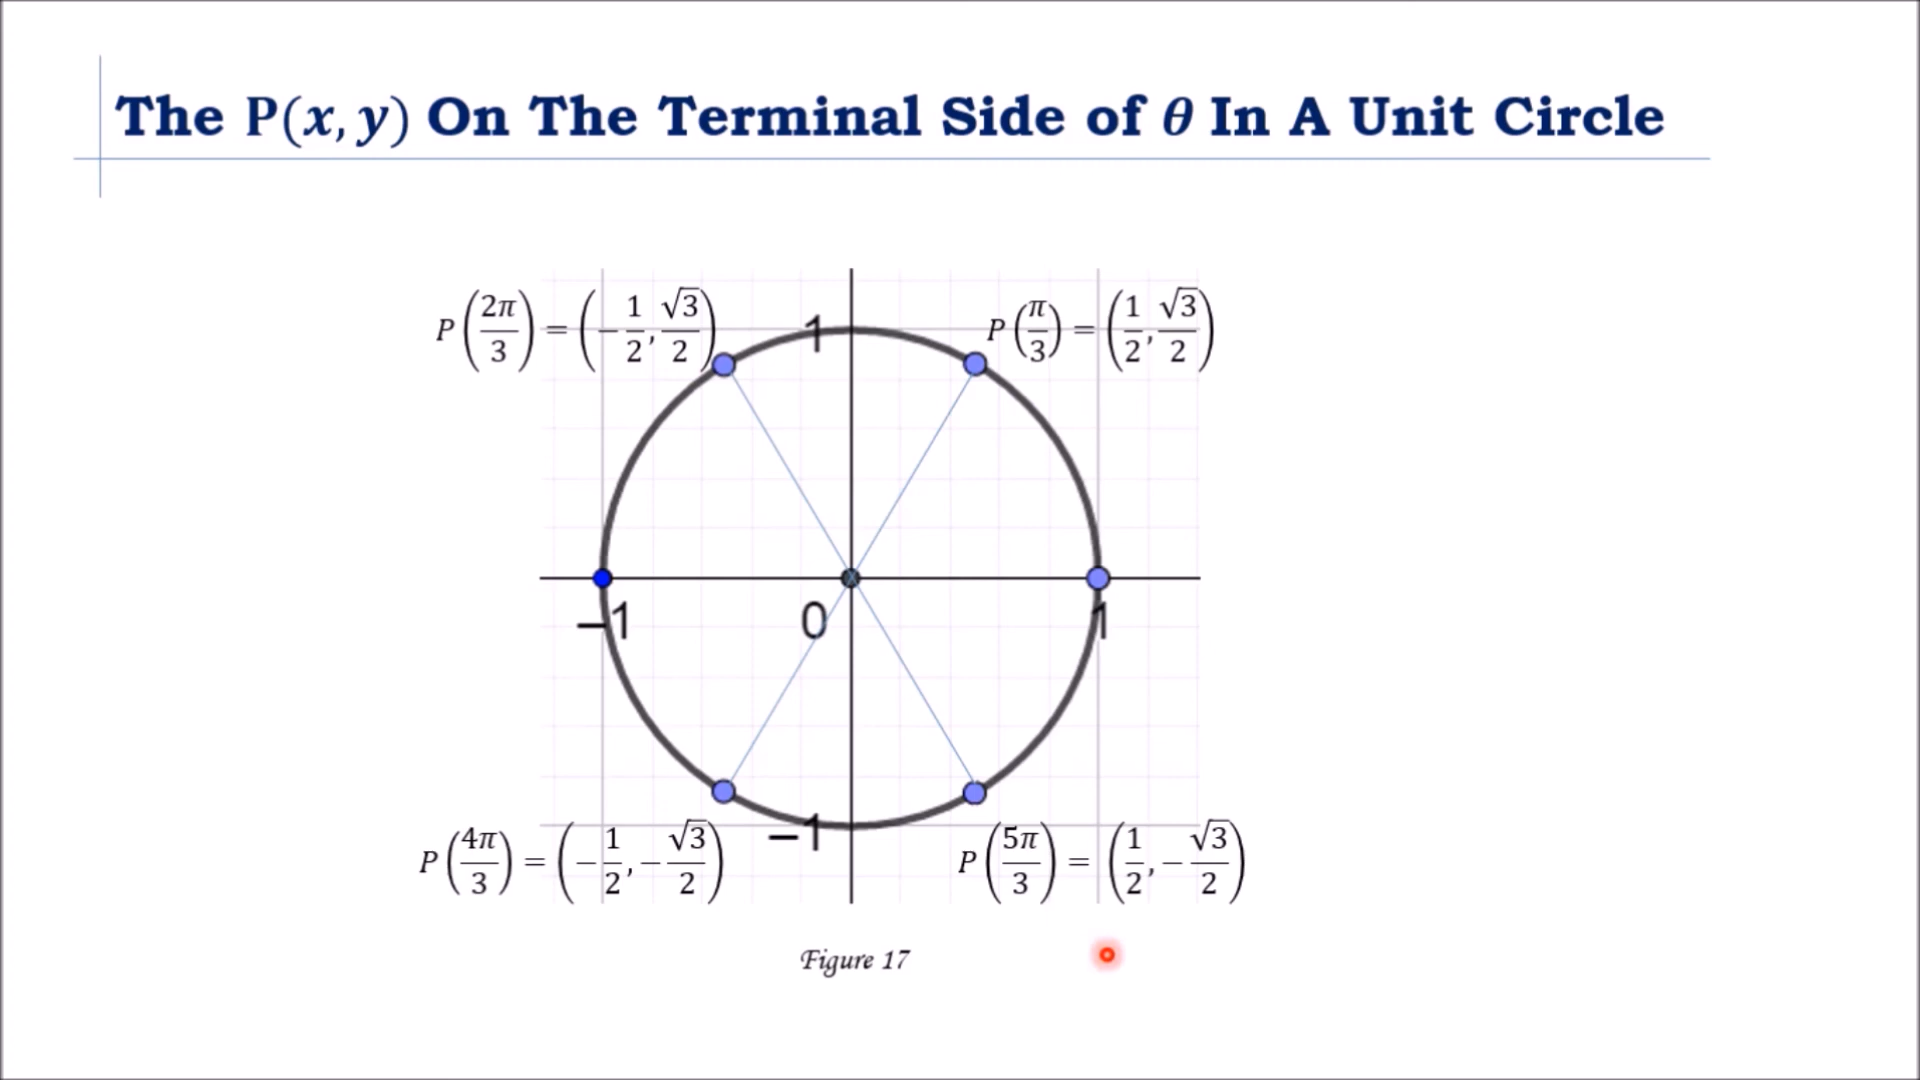 The P(x, y) On The Terminal Side of θ In A Unit Circle
P(2π/3) = (−1/2, √3/2)
P(π/3) = (1/2, √3/2)
1
−1
0
1
−1
P(4π/3) = (−1/2, −√3/2)
P(5π/3) = (1/2, −√3/2)
Figure 17